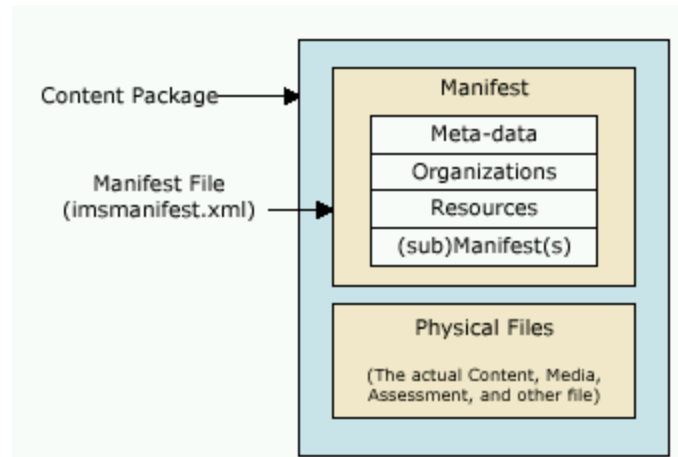 Content Package
Manifest File
(imsmanifest.xml)
Manifest
Meta-data
Organizations
Resources
(sub)Manifest(s)
Physical Files
(The actual Content, Media,
Assessment, and other file)